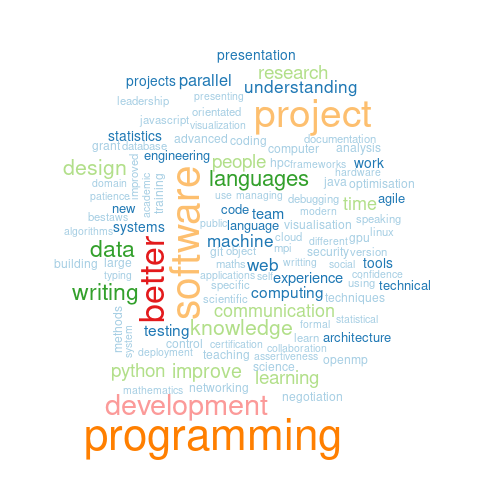 presentation
research
projects parallel
understanding
leadership
presenting
project
orientated
javascript
visualization
statistics
advanced coding
documentation
grant database
computer
analysis
engineering
people
hpc frameworks
work
improved
design
languages
hardware
domain
academic
training
software
java optimisation
patience
use managing
debugging
time
agile
new
code team
modern
bestaws
public language
visualisation
speaking
algorithms
systems
linux
better
machine
cloud
different gpu
data
git object
mpi
security version
building
large
maths
web
writting
social
tools
typing
applications self
experience
confidence
specific
using
technical
writing
scientific
computing
techniques
methods
communication
system
testing
knowledge
formal
statistical
control
certification
learn
architecture
deployment
teaching
collaboration
assertiveness
openmp
python
improve
science
learning
mathematics
networking
negotiation
development
programming